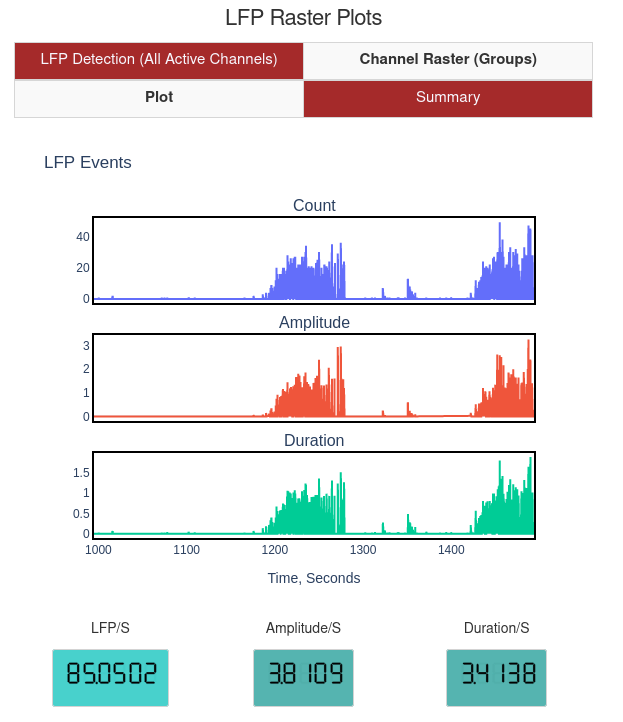 LFP Raster Plots
LFP Detection (All Active Channels) Channel Raster (Groups)
Plot Summary
LFP Events
Count
40
20
0
Amplitude
3
2
1
0
Duration
1.5
1
0.5
0
1000 1100 1200 1300 1400
Time, Seconds
LFP/S Amplitude/S Duration/S
85.0502 3.8109 3.4138